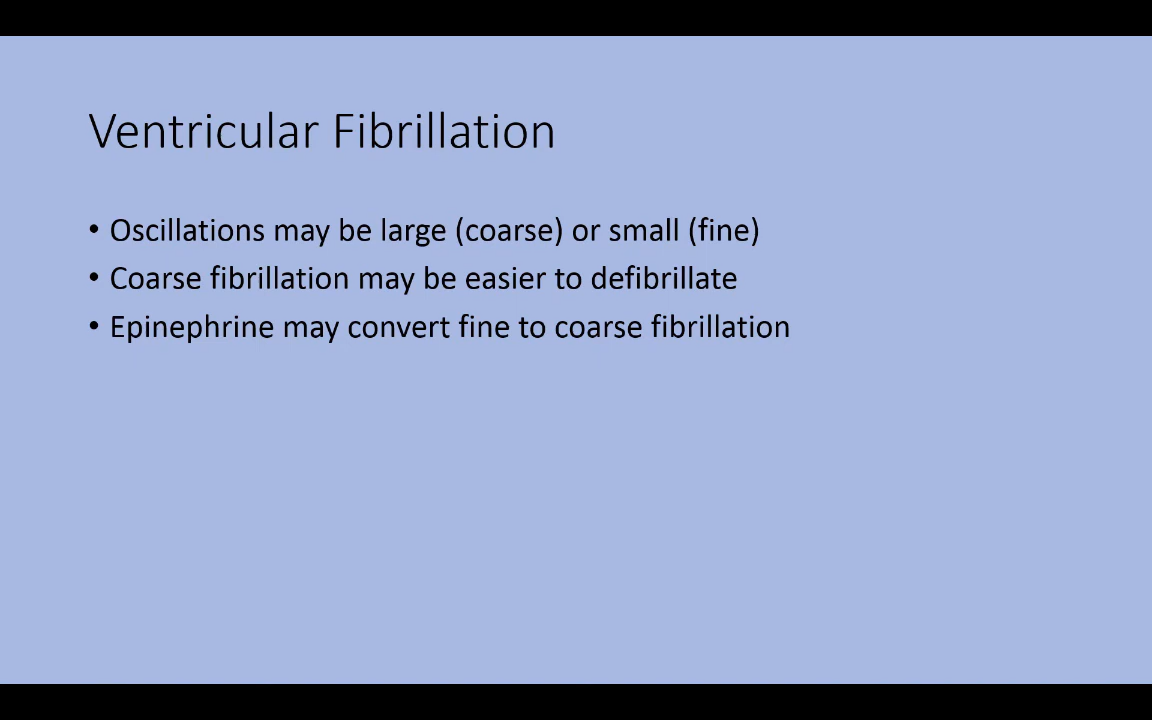 Ventricular Fibrillation
• Oscillations may be large (coarse) or small (fine)
• Coarse fibrillation may be easier to defibrillate
• Epinephrine may convert fine to coarse fibrillation